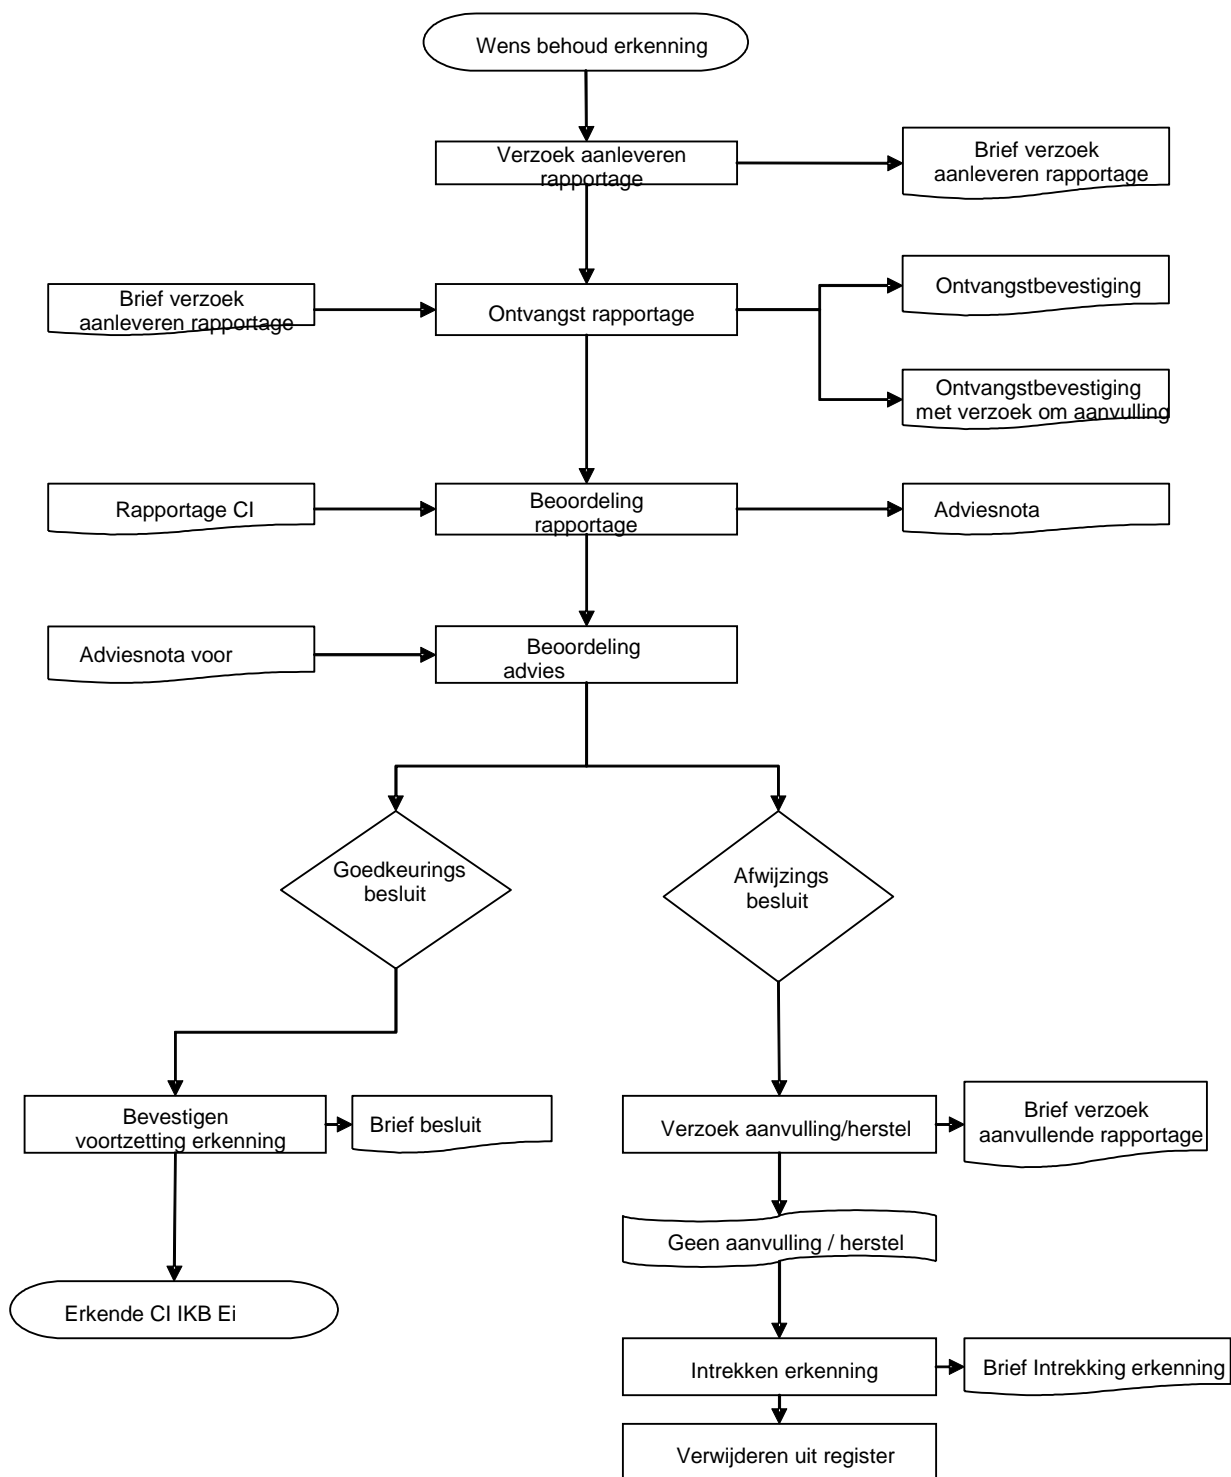 Wens behoud erkenning
Verzoek aanleveren
rapportage
Brief verzoek
aanleveren rapportage
Brief verzoek
aanleveren rapportage
Ontvangst rapportage
Ontvangstbevestiging
Ontvangstbevestiging
met verzoek om aanvulling
Rapportage CI
Beoordeling
rapportage
Adviesnota
Adviesnota voor
Beoordeling
advies
Goedkeurings
besluit
Afwijzings
besluit
Bevestigen
voortzetting erkenning
Brief besluit
Verzoek aanvulling/herstel
Brief verzoek
aanvullende rapportage
Geen aanvulling / herstel
Erkende CI IKB Ei
Intrekken erkenning
Brief Intrekking erkenning
Verwijderen uit register